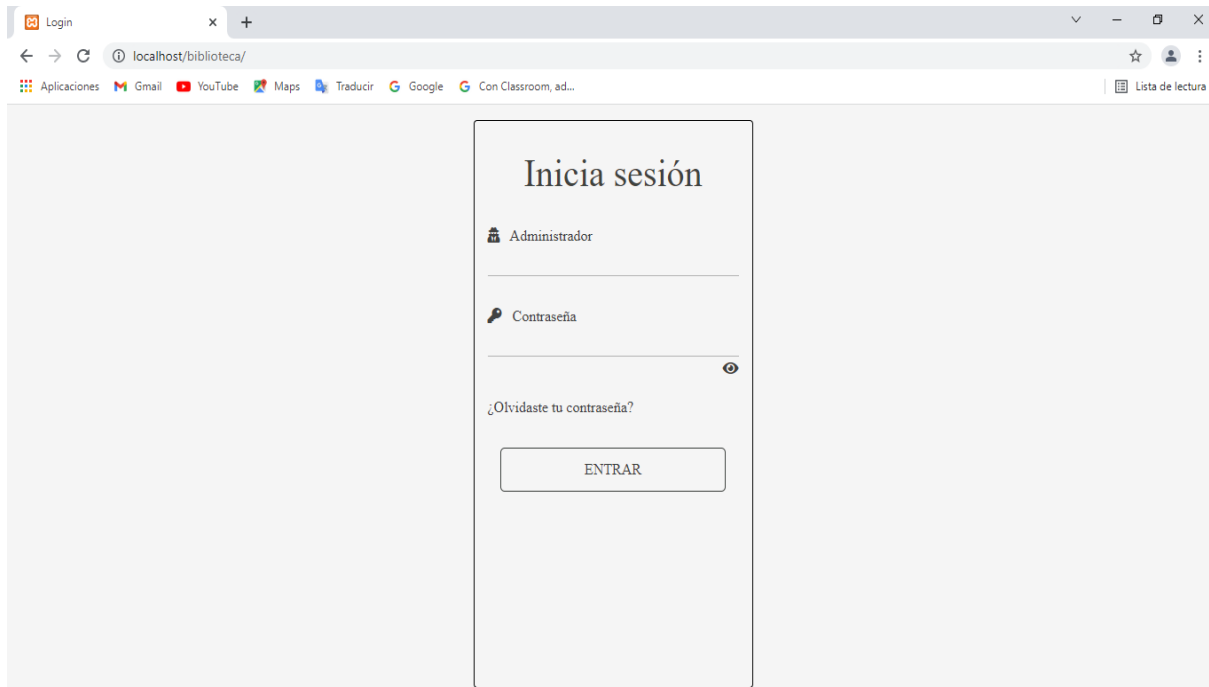 Login
localhost/biblioteca/
Aplicaciones Gmail YouTube Maps Traducir Google Con Classroom, ad... Lista de lectura
Inicia sesión
Administrador
Contraseña
¿Olvidaste tu contraseña?
ENTRAR